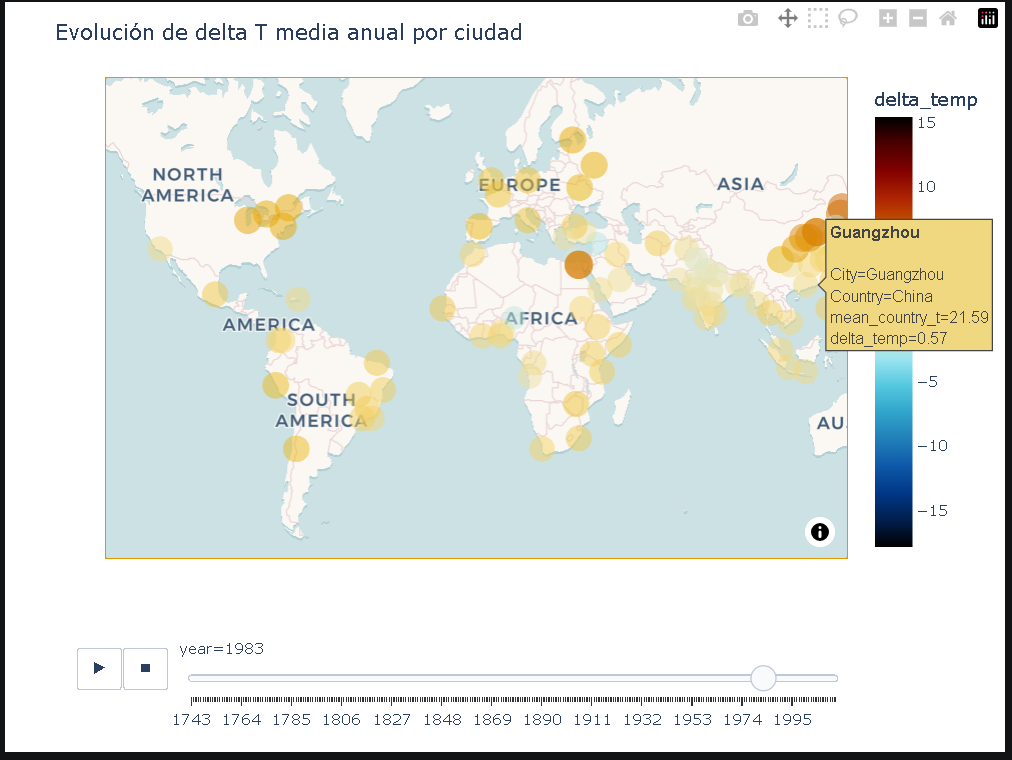 Evolución de delta T media anual por ciudad
delta_temp
15
10
NORTH
AMERICA
EUROPE
ASIA
Guangzhou
City=Guangzhou
Country=China
mean_country_t=21.59
delta_temp=0.57
AMERICA
AFRICA
SOUTH
AMERICA
AU
−5
−10
−15
year=1983
1743 1764 1785 1806 1827 1848 1869 1890 1911 1932 1953 1974 1995